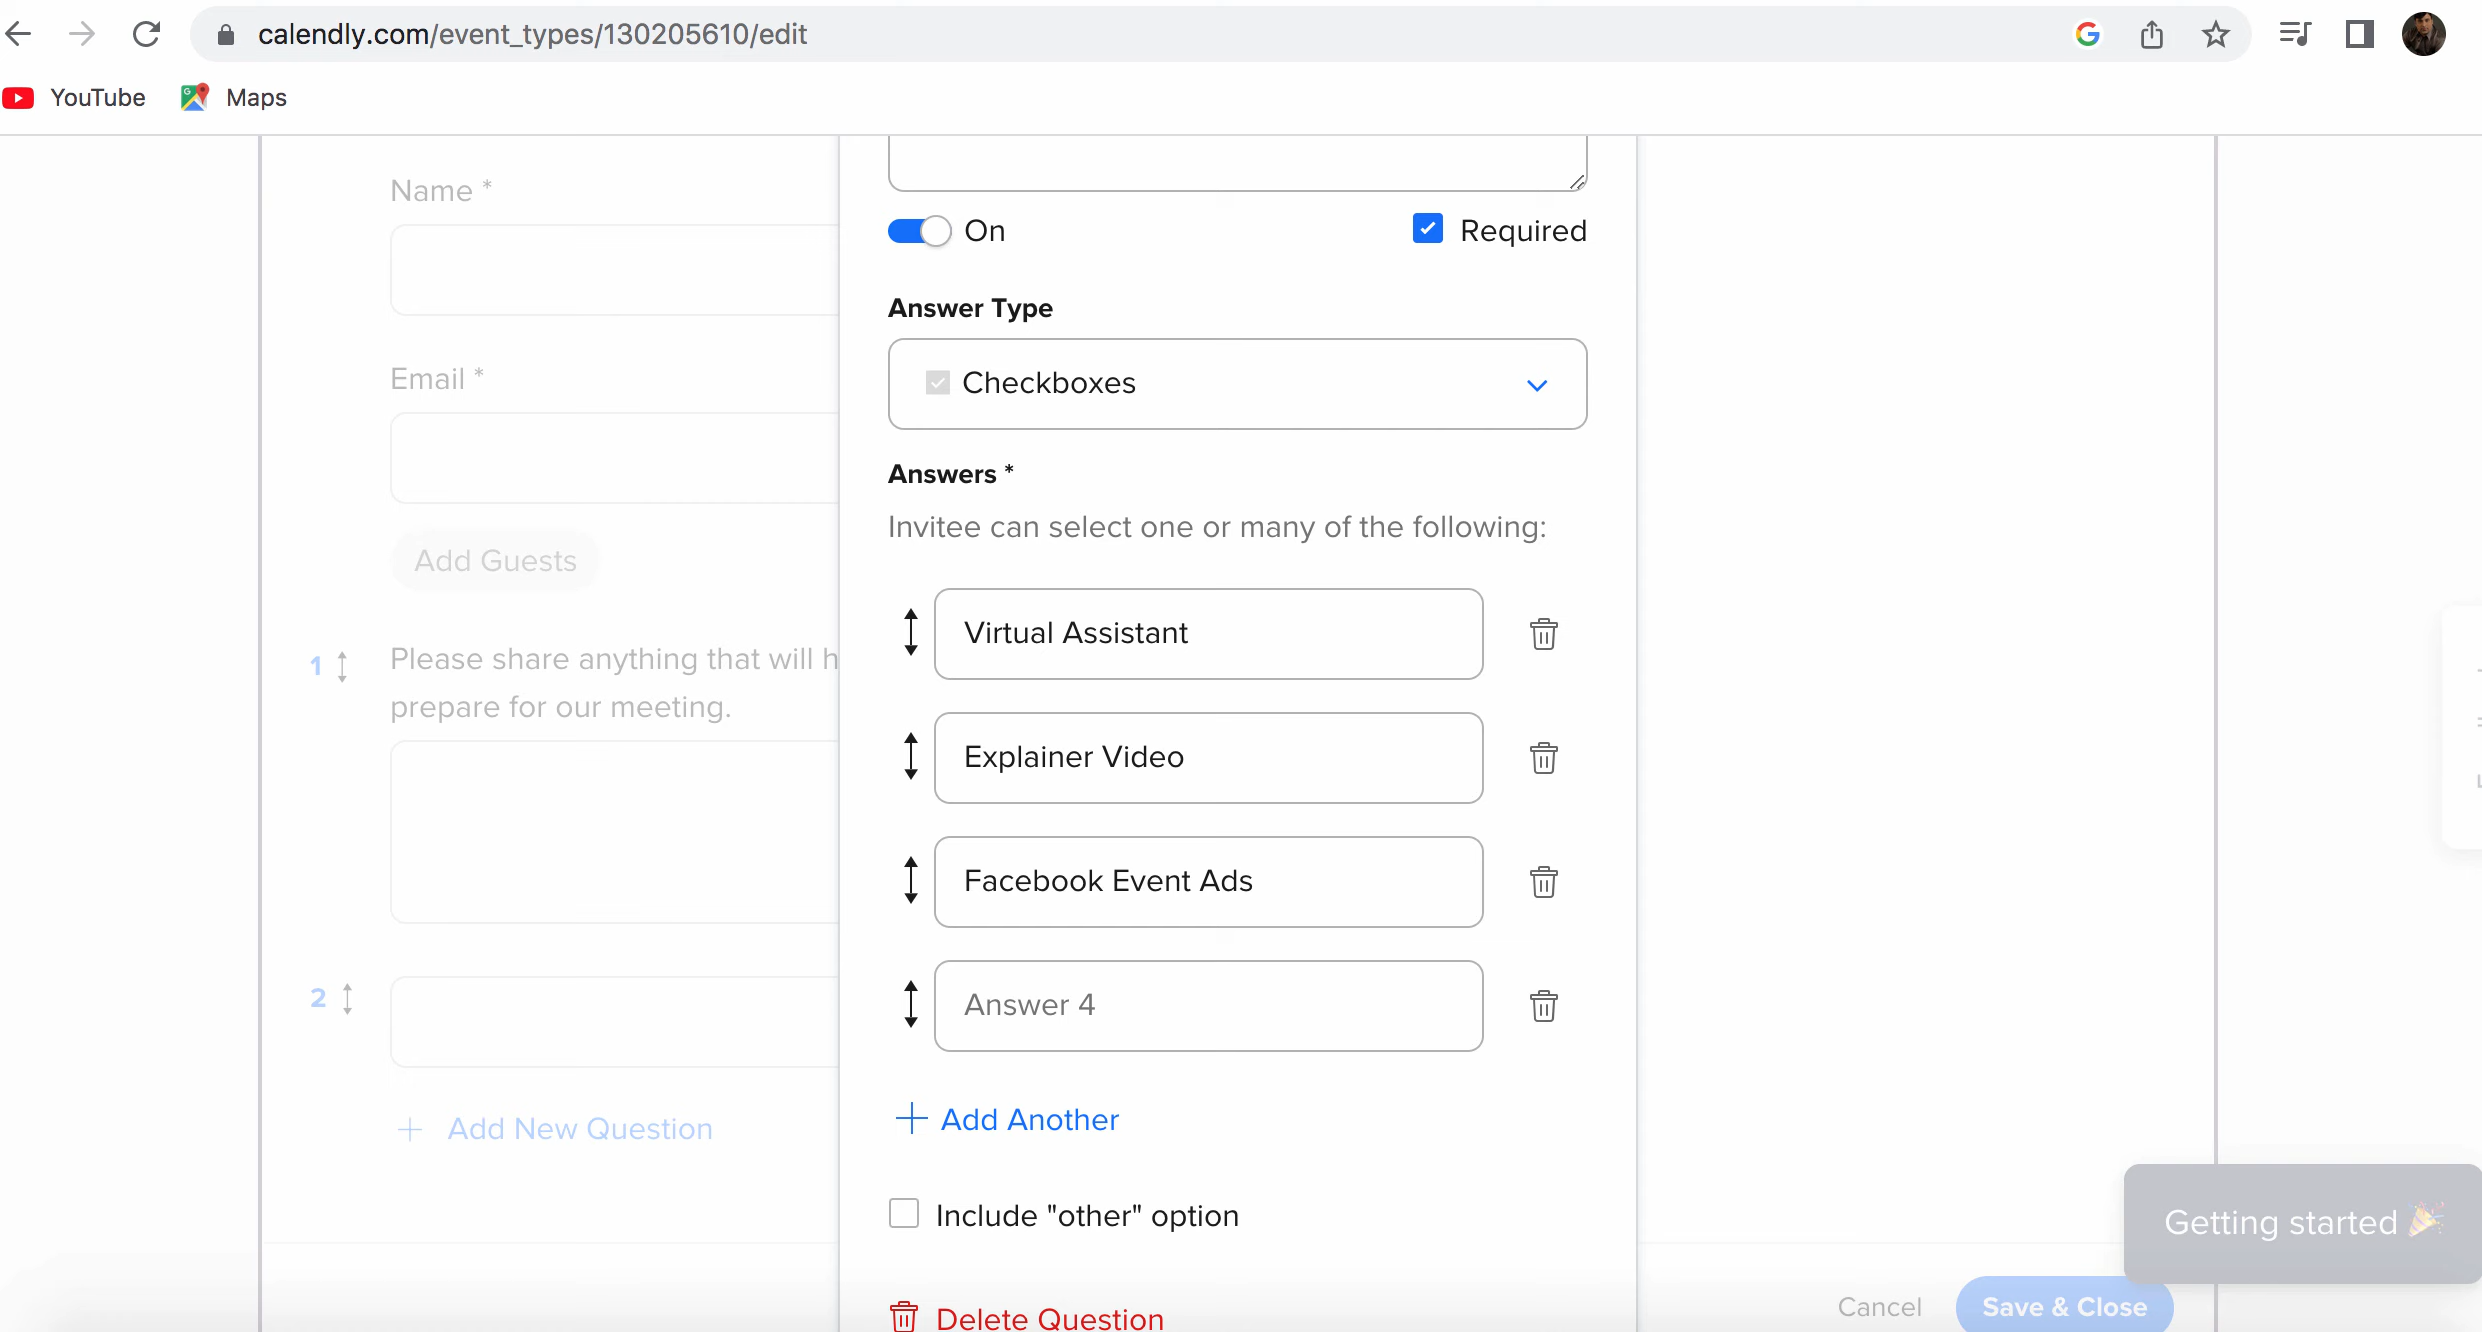 calendly.com/event_types/130205610/edit
YouTube
Maps
Name *
Email *
Add Guests
1
Please share anything that will h
prepare for our meeting.
2
+ Add New Question
On
Required
Answer Type
Checkboxes
Answers *
Invitee can select one or many of the following:
Virtual Assistant
Explainer Video
Facebook Event Ads
Answer 4
+ Add Another
Include "other" option
Delete Question
Getting started 🎉
Cancel
Save & Close